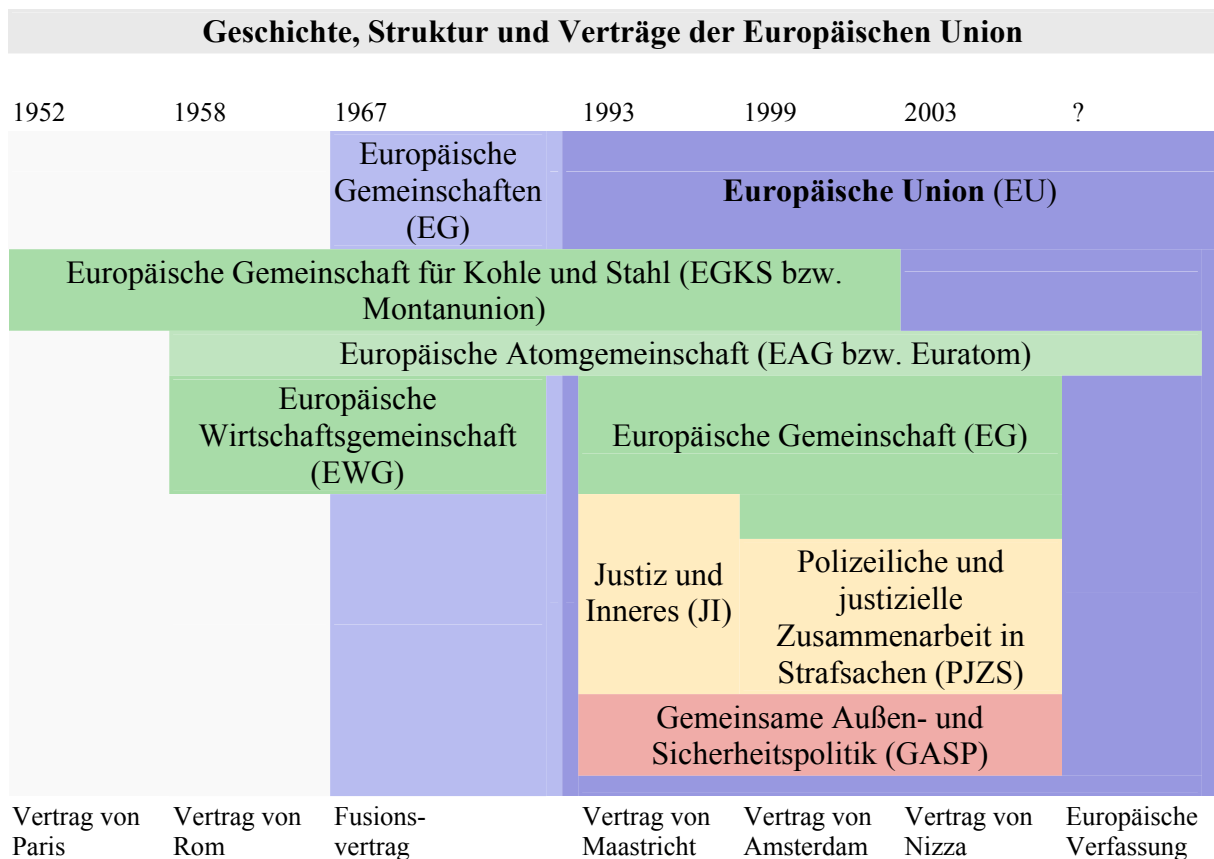 Geschichte, Struktur und Verträge der Europäischen Union
1952 1958 1967 1993 1999 2003 ?
Europäische
Gemeinschaften
(EG)
Europäische Union (EU)
Europäische Gemeinschaft für Kohle und Stahl (EGKS bzw.
Montanunion)
Europäische Atomgemeinschaft (EAG bzw. Euratom)
Europäische
Wirtschaftsgemeinschaft
(EWG)
Europäische Gemeinschaft (EG)
Justiz und
Inneres (JI)
Polizeiliche und
justizielle
Zusammenarbeit in
Strafsachen (PJZS)
Gemeinsame Außen- und
Sicherheitspolitik (GASP)
Vertrag von
Paris
Vertrag von
Rom
Fusions-
vertrag
Vertrag von
Maastricht
Vertrag von
Amsterdam
Vertrag von
Nizza
Europäische
Verfassung